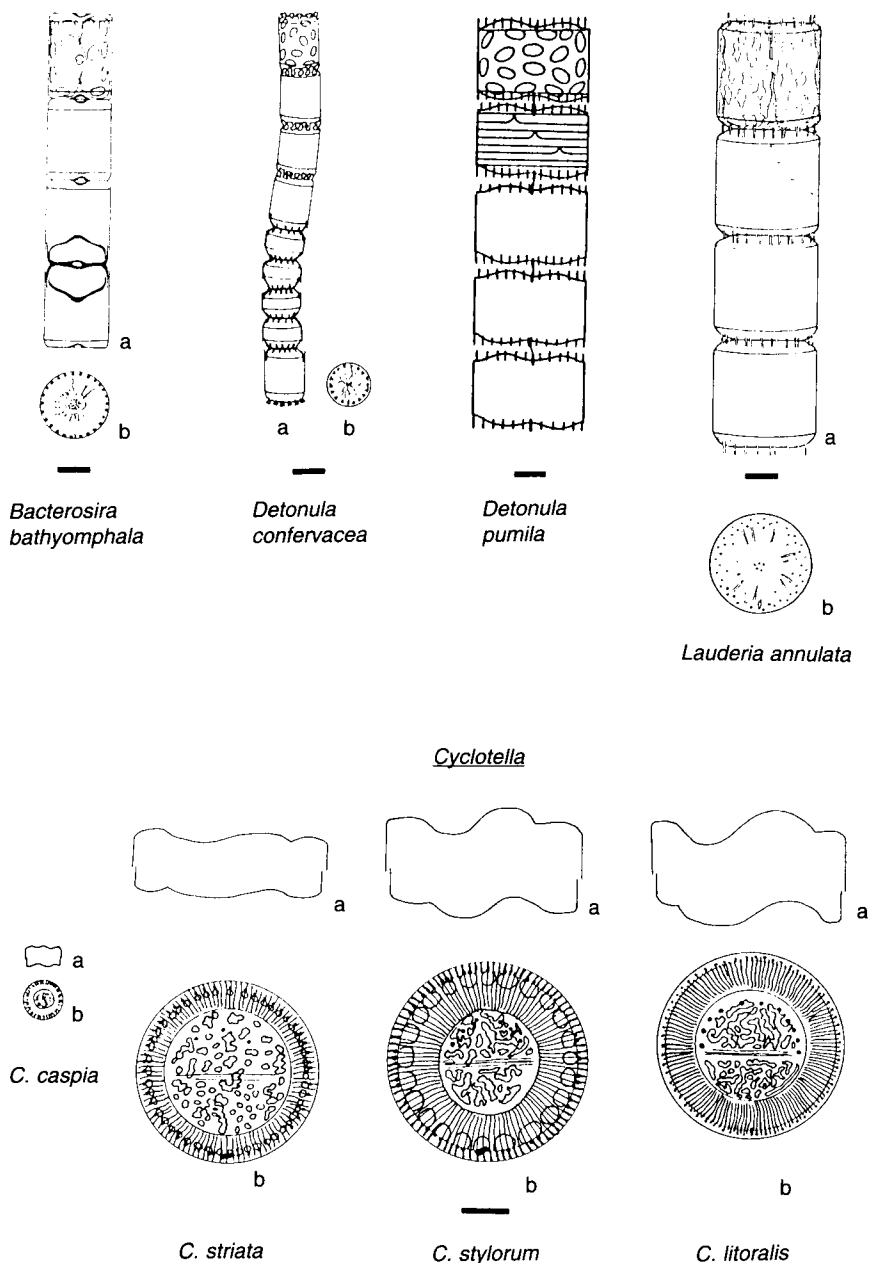 a
b
a
b
a
b
Bacterosira
bathyomphala
Detonula
confervacea
Detonula
pumila
Lauderia annulata
Cyclotella
a
a
a
a
b
C. caspia
b
b
b
C. striata
C. stylorum
C. litoralis